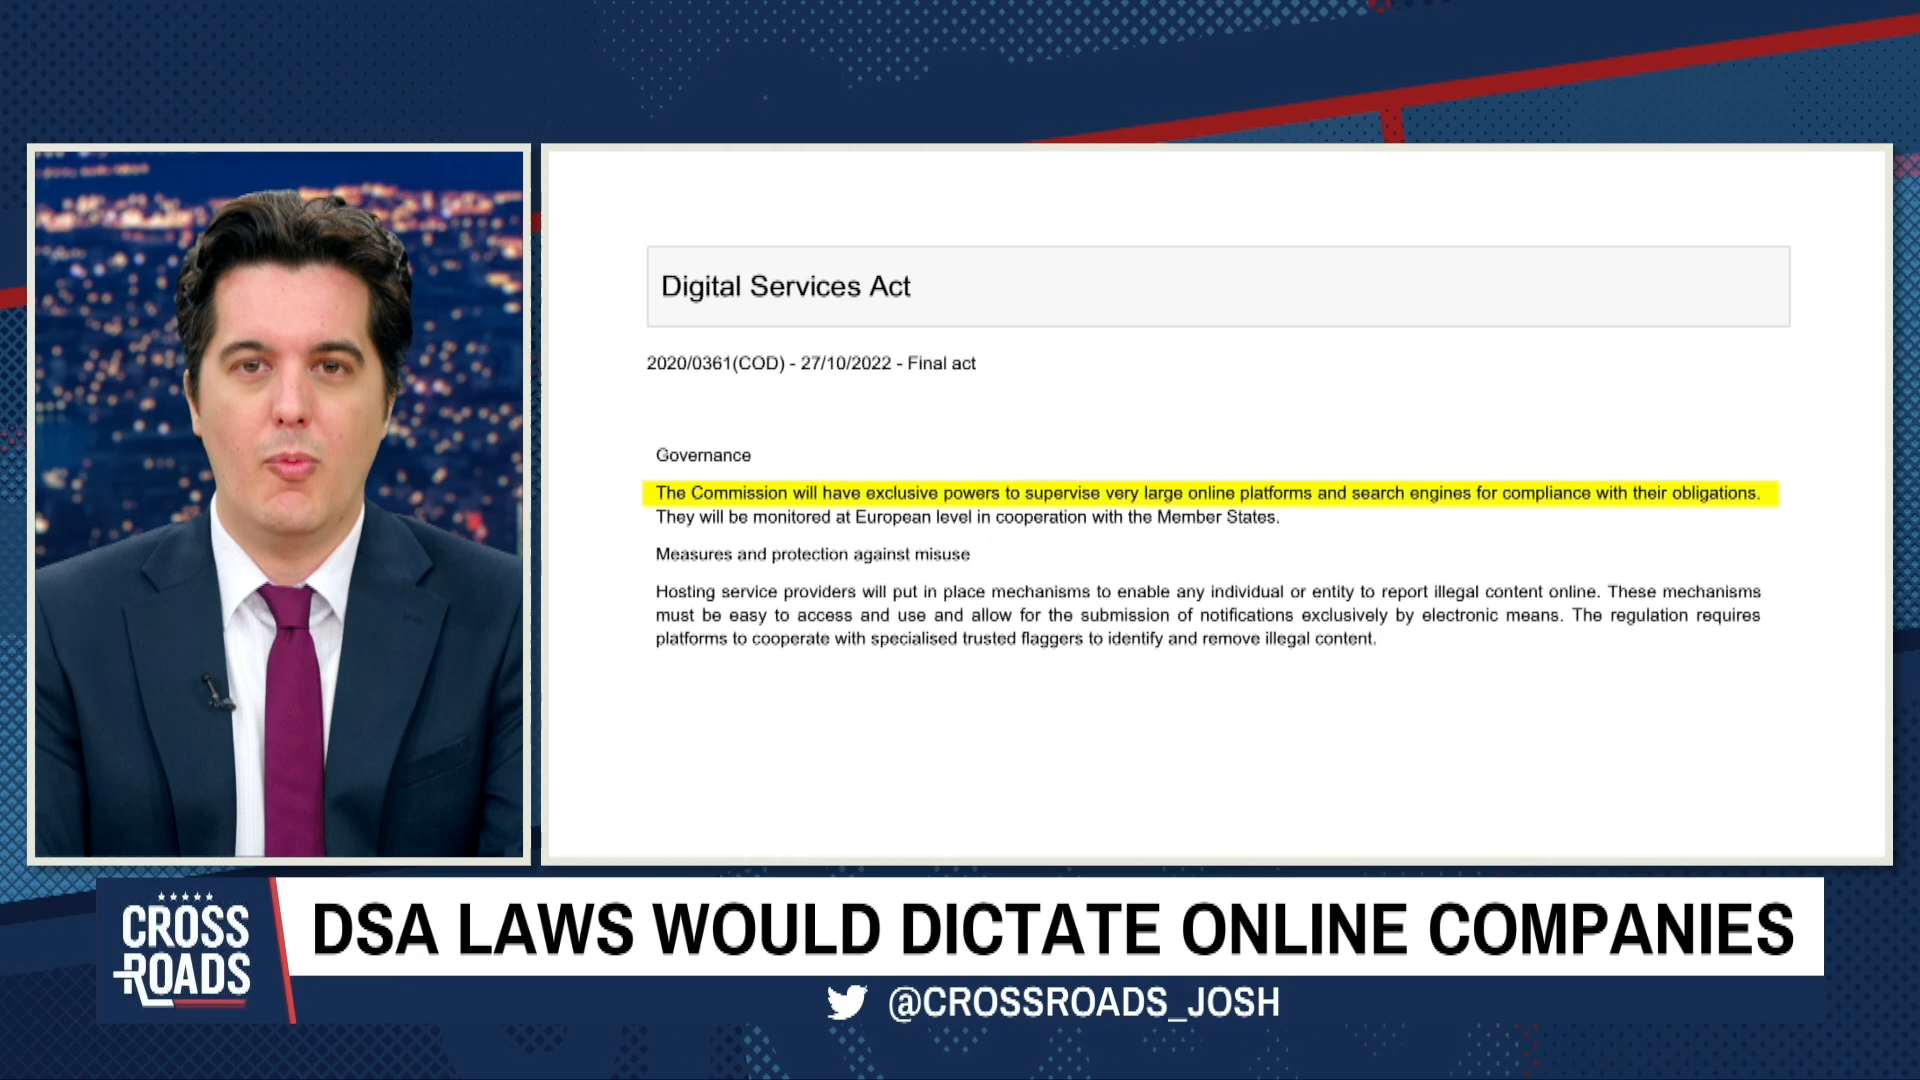 Digital Services Act
2020/0361(COD) - 27/10/2022 - Final act
Governance
The Commission will have exclusive powers to supervise very large online platforms and search engines for compliance with their obligations.
They will be monitored at European level in cooperation with the Member States.
Measures and protection against misuse
Hosting service providers will put in place mechanisms to enable any individual or entity to report illegal content online. These mechanisms
must be easy to access and use and allow for the submission of notifications exclusively by electronic means. The regulation requires
platforms to cooperate with specialised trusted flaggers to identify and remove illegal content.
CROSS
ROADS
DSA LAWS WOULD DICTATE ONLINE COMPANIES
@CROSSROADS_JOSH